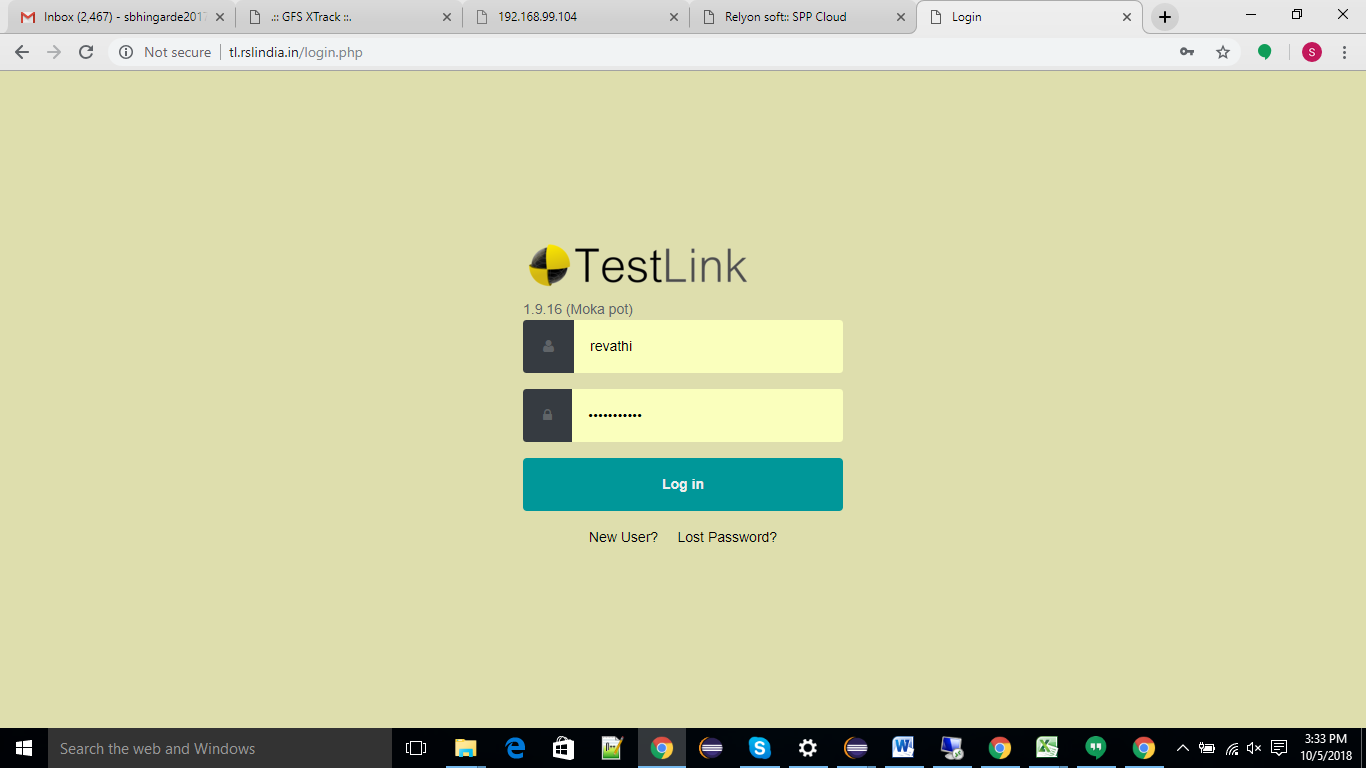 Inbox (2,467) - sbhingarde2017
.:: GFS XTrack ::.
192.168.99.104
Relyon soft:: SPP Cloud
Login
Not secure
tl.rslindia.in/login.php
S
TestLink
1.9.16 (Moka pot)
revathi
•••••••••••
Log in
New User?
Lost Password?
Search the web and Windows
3:33 PM
10/5/2018